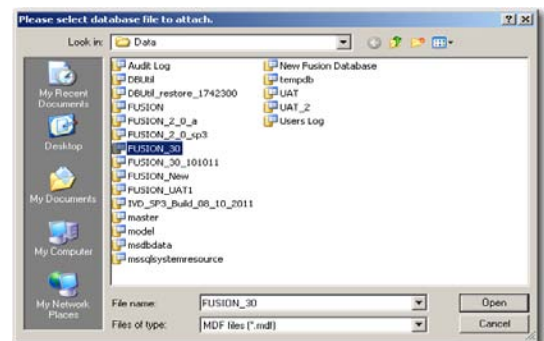 Please select database file to attach.
Look in: Data
My Recent Documents
Desktop
My Documents
My Computer
My Network Places
Audit Log
DBUtil
DBUtil_restore_1742300
FUSION
FUSION_2_0_a
FUSION_2_0_sp3
FUSION_30
FUSION_30_101011
FUSION_New
FUSION_UAT1
IVD_SP3_Build_08_10_2011
master
model
msdbdata
mssqlsystemresource
New Fusion Database
tempdb
UAT
UAT_2
Users Log
File name: FUSION_30 Open
Files of type: MDF files (*.mdf) Cancel